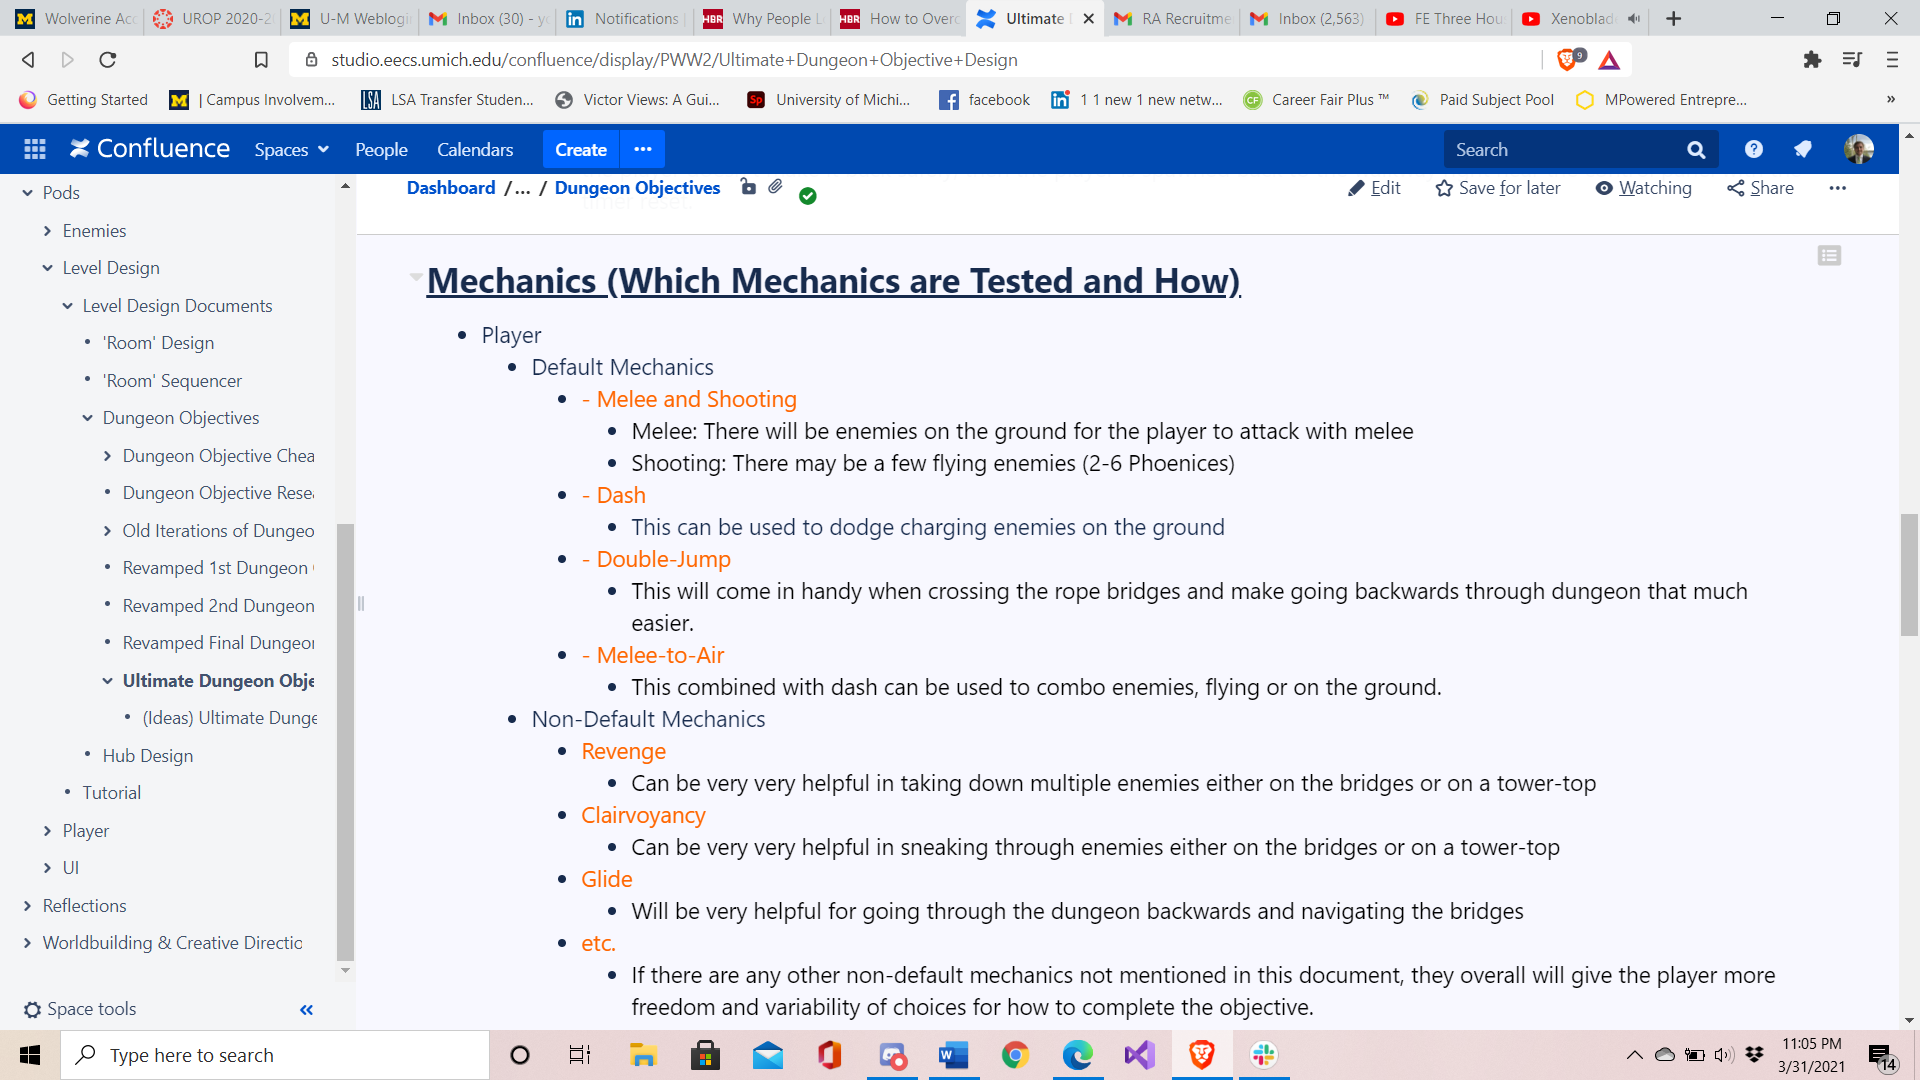 Wolverine Acc
UROP 2020-2
U-M Weblogi
Inbox (30) - y
Notifications
Why People L
How to Overc
Ultimate
RA Recruitme
Inbox (2,563)
FE Three Hou
Xenoblad
studio.eecs.umich.edu/confluence/display/PWW2/Ultimate+Dungeon+Objective+Design
9
Getting Started
| Campus Involvem...
LSA Transfer Studen...
Victor Views: A Gui...
University of Michi...
facebook
1 1 new 1 new netw...
Career Fair Plus ™
Paid Subject Pool
MPowered Entrepre...
»
Confluence
Spaces
People
Calendars
Create
...
Search
Pods
Enemies
Level Design
Level Design Documents
'Room' Design
'Room' Sequencer
Dungeon Objectives
Dungeon Objective Chea
Dungeon Objective Rese
Old Iterations of Dungeo
Revamped 1st Dungeon
Revamped 2nd Dungeon
Revamped Final Dungeon
Ultimate Dungeon Obje
(Ideas) Ultimate Dunge
Hub Design
Tutorial
Player
UI
Reflections
Worldbuilding & Creative Directio
Space tools
«
Dashboard /... / Dungeon Objectives
Edit
Save for later
Watching
Share
...
Mechanics (Which Mechanics are Tested and How)
• Player
• Default Mechanics
• - Melee and Shooting
• Melee: There will be enemies on the ground for the player to attack with melee
• Shooting: There may be a few flying enemies (2-6 Phoenices)
• - Dash
• This can be used to dodge charging enemies on the ground
• - Double-Jump
• This will come in handy when crossing the rope bridges and make going backwards through dungeon that much
easier.
• - Melee-to-Air
• This combined with dash can be used to combo enemies, flying or on the ground.
• Non-Default Mechanics
• Revenge
• Can be very very helpful in taking down multiple enemies either on the bridges or on a tower-top
• Clairvoyancy
• Can be very very helpful in sneaking through enemies either on the bridges or on a tower-top
• Glide
• Will be very helpful for going through the dungeon backwards and navigating the bridges
• etc.
• If there are any other non-default mechanics not mentioned in this document, they overall will give the player more
freedom and variability of choices for how to complete the objective.
Type here to search
11:05 PM
3/31/2021
14